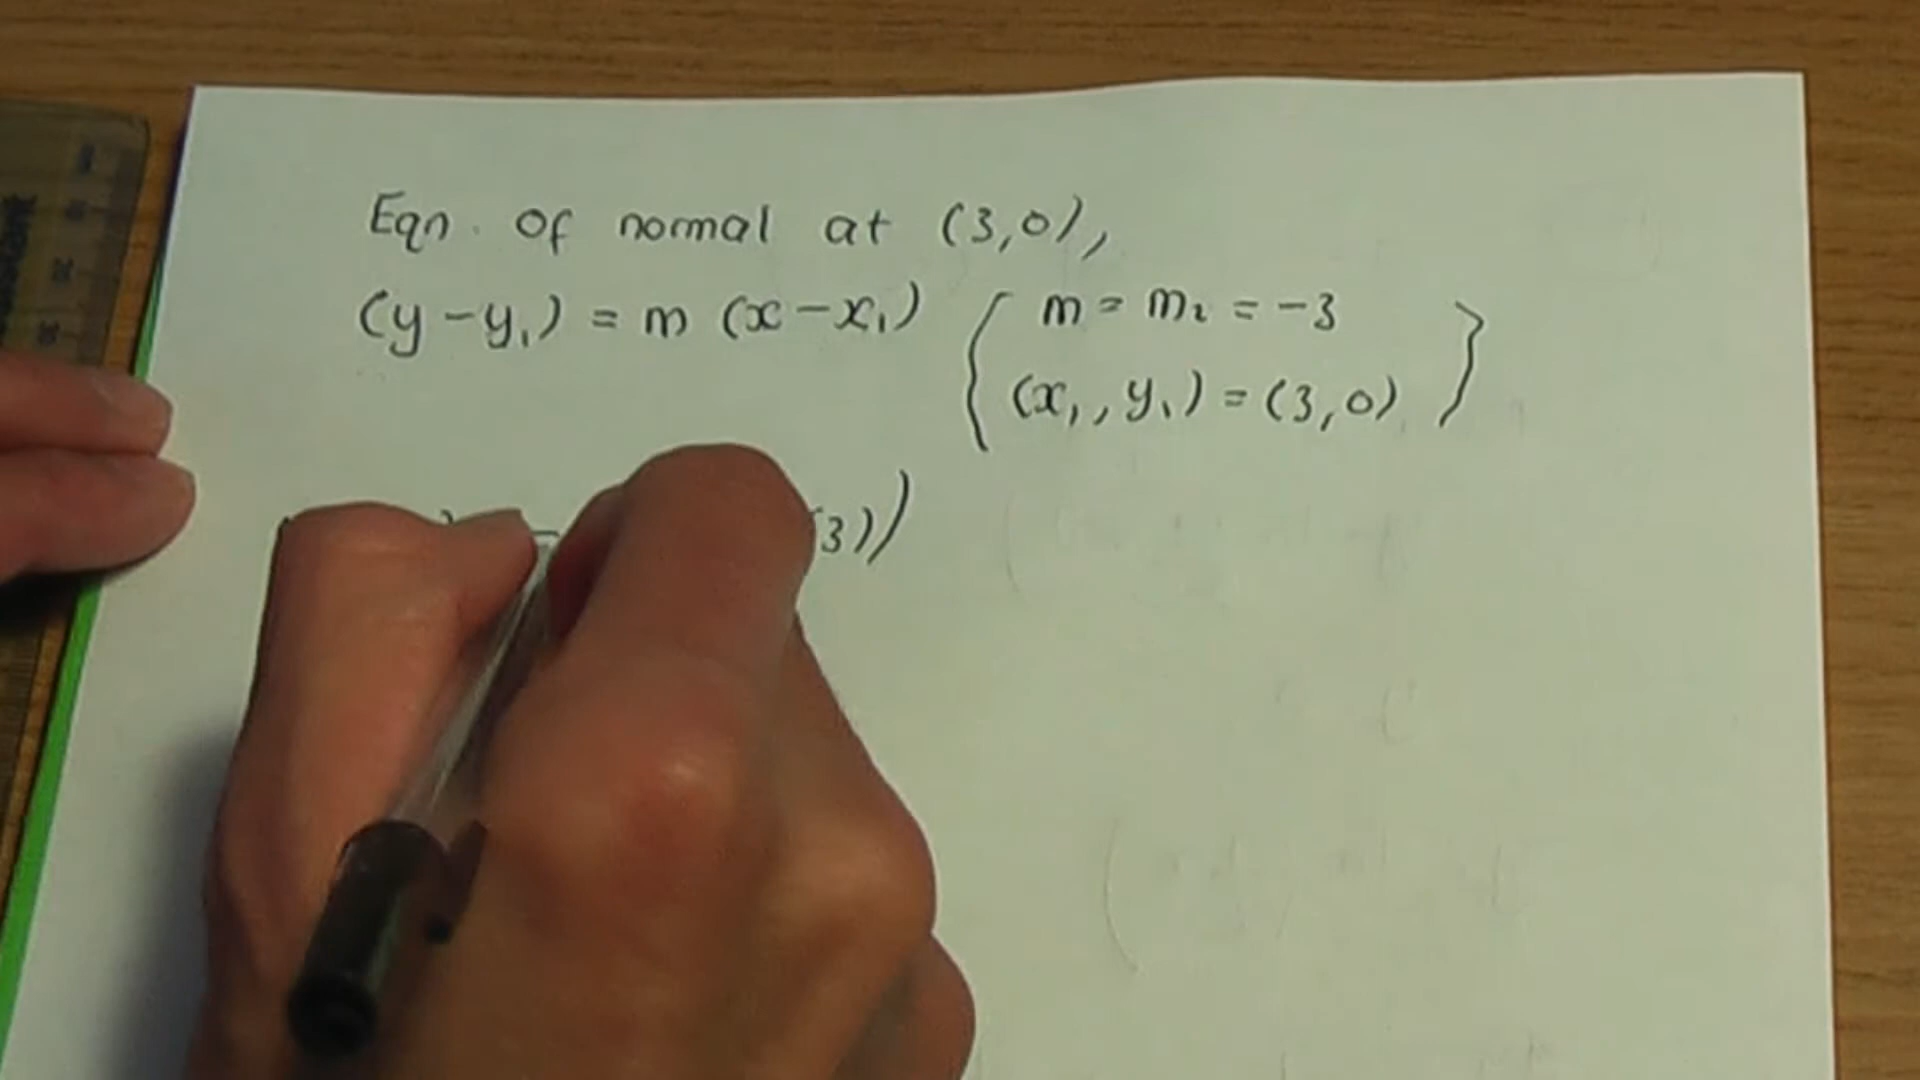 Eqn. of normal at (3,0),
(y-y₁) = m (x-x₁)
m = m₂ = -3
(x₁, y₁) = (3,0)
(3))